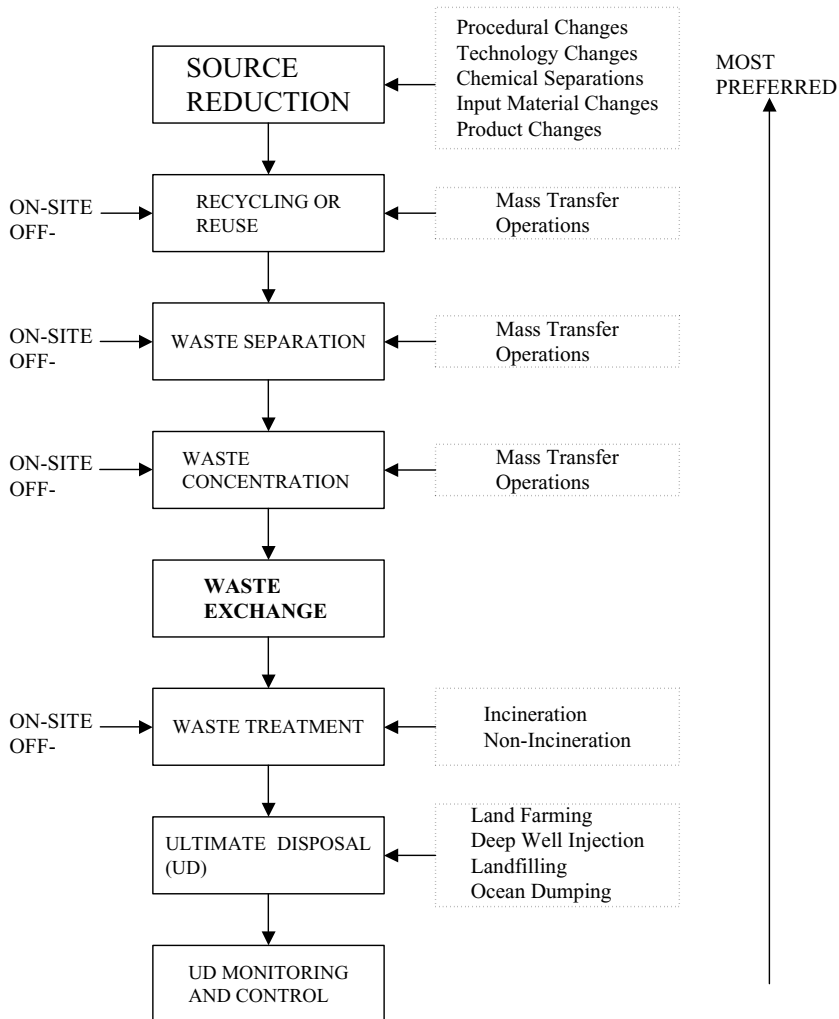 SOURCE
REDUCTION
Procedural Changes
Technology Changes
Chemical Separations
Input Material Changes
Product Changes
MOST
PREFERRED
ON-SITE
OFF-
RECYCLING OR
REUSE
Mass Transfer
Operations
ON-SITE
OFF-
WASTE SEPARATION
Mass Transfer
Operations
ON-SITE
OFF-
WASTE
CONCENTRATION
Mass Transfer
Operations
WASTE
EXCHANGE
ON-SITE
OFF-
WASTE TREATMENT
Incineration
Non-Incineration
ULTIMATE DISPOSAL
(UD)
Land Farming
Deep Well Injection
Landfilling
Ocean Dumping
UD MONITORING
AND CONTROL